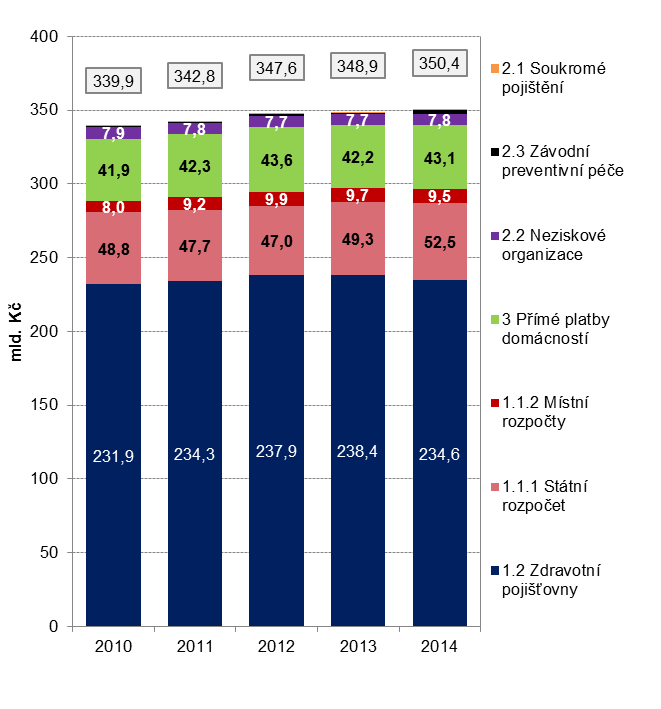 mld. Kč
400
350
300
250
200
150
100
50
0
339,9
342,8
347,6
348,9
350,4
7,9
7,8
7,7
7,7
7,8
41,9
42,3
43,6
42,2
43,1
8,0
9,2
9,9
9,7
9,5
48,8
47,7
47,0
49,3
52,5
231,9
234,3
237,9
238,4
234,6
2010
2011
2012
2013
2014
2.1 Soukromé
pojištění
2.3 Závodní
preventivní péče
2.2 Neziskové
organizace
3 Přímé platby
domácností
1.1.2 Místní
rozpočty
1.1.1 Státní
rozpočet
1.2 Zdravotní
pojišťovny